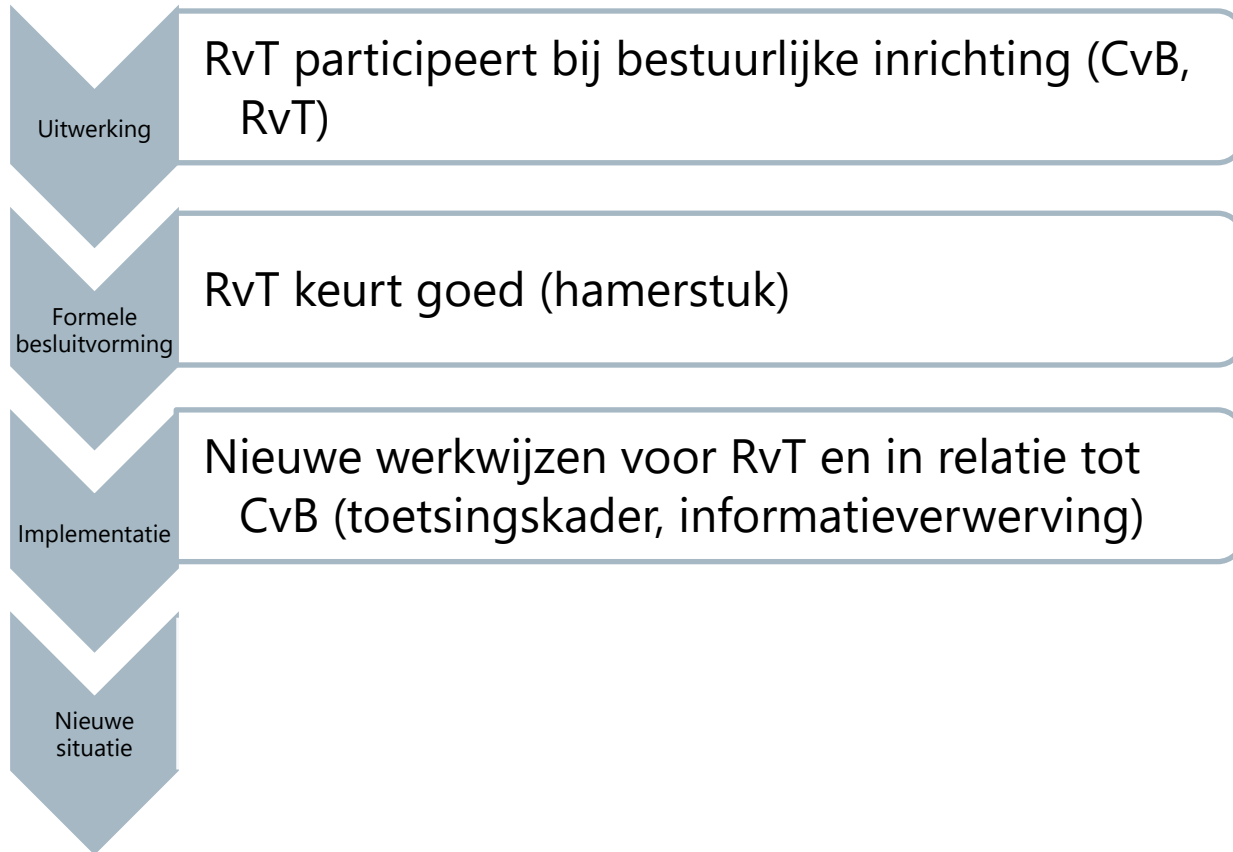 Uitwerking
RvT participeert bij bestuurlijke inrichting (CvB,
RvT)
Formele
besluitvorming
RvT keurt goed (hamerstuk)
Implementatie
Nieuwe werkwijzen voor RvT en in relatie tot
CvB (toetsingskader, informatieverwerving)
Nieuwe
situatie